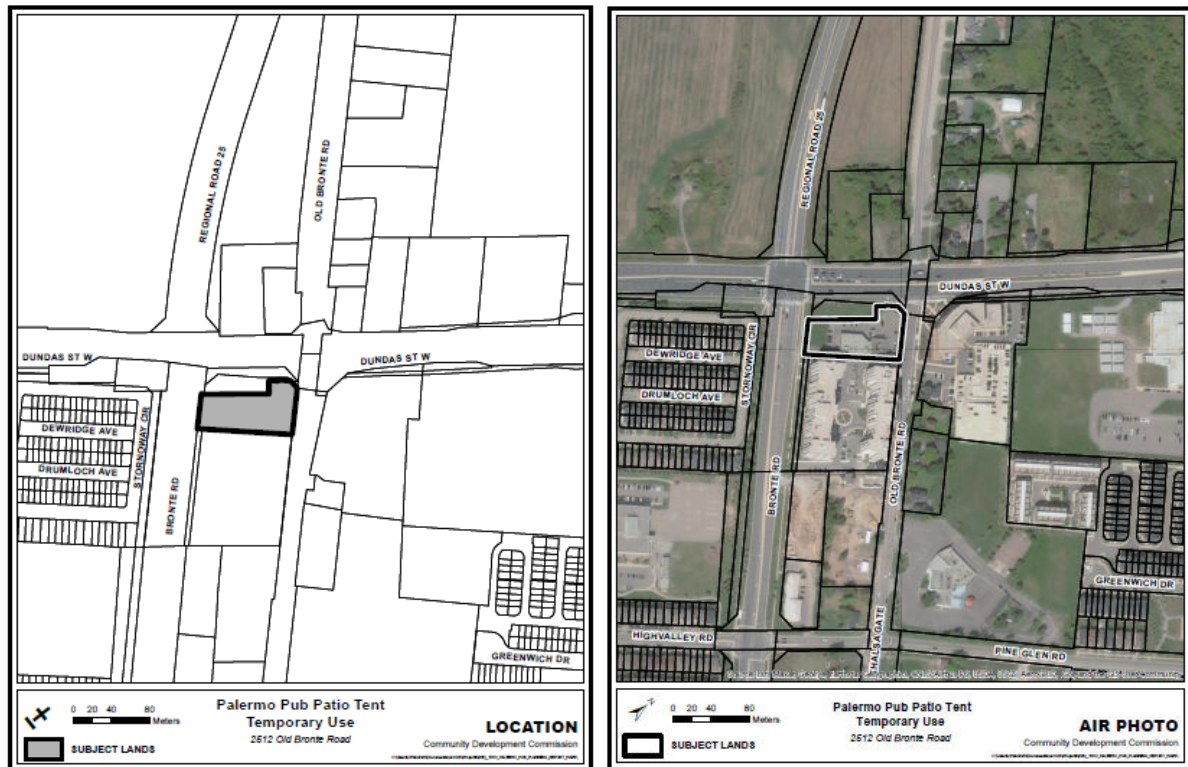 REGIONAL ROAD 25
OLD BRONTE RD
DUNDAS ST W
DUNDAS ST W
STORNOWAY CIR
DEWRIDGE AVE
DRUMLOCH AVE
BRONTE RD
GREENWICH DR
0 20 40 80
Meters
SUBJECT LANDS
Palermo Pub Patio Tent
Temporary Use
2512 Old Bronte Road
LOCATION
Community Development Commission
REGIONAL ROAD 25
DUNDAS ST W
STORNOWAY CIR
DEWRIDGE AVE
DRUMLOCH AVE
BRONTE RD
OLD BRONTE RD
GREENWICH DR
HIGHVALLEY RD
KHALSA GATE
PINE GLEN RD
0 20 40 80
Meters
SUBJECT LANDS
Palermo Pub Patio Tent
Temporary Use
2512 Old Bronte Road
AIR PHOTO
Community Development Commission